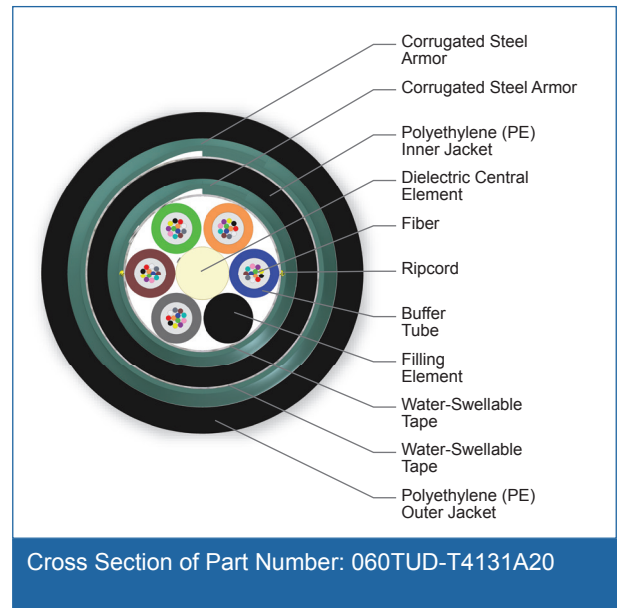 Corrugated Steel
Armor
Corrugated Steel Armor
Polyethylene (PE)
Inner Jacket
Dielectric Central
Element
Fiber
Ripcord
Buffer
Tube
Filling
Element
Water-Swellable
Tape
Water-Swellable
Tape
Polyethylene (PE)
Outer Jacket
Cross Section of Part Number: 060TUD-T4131A20